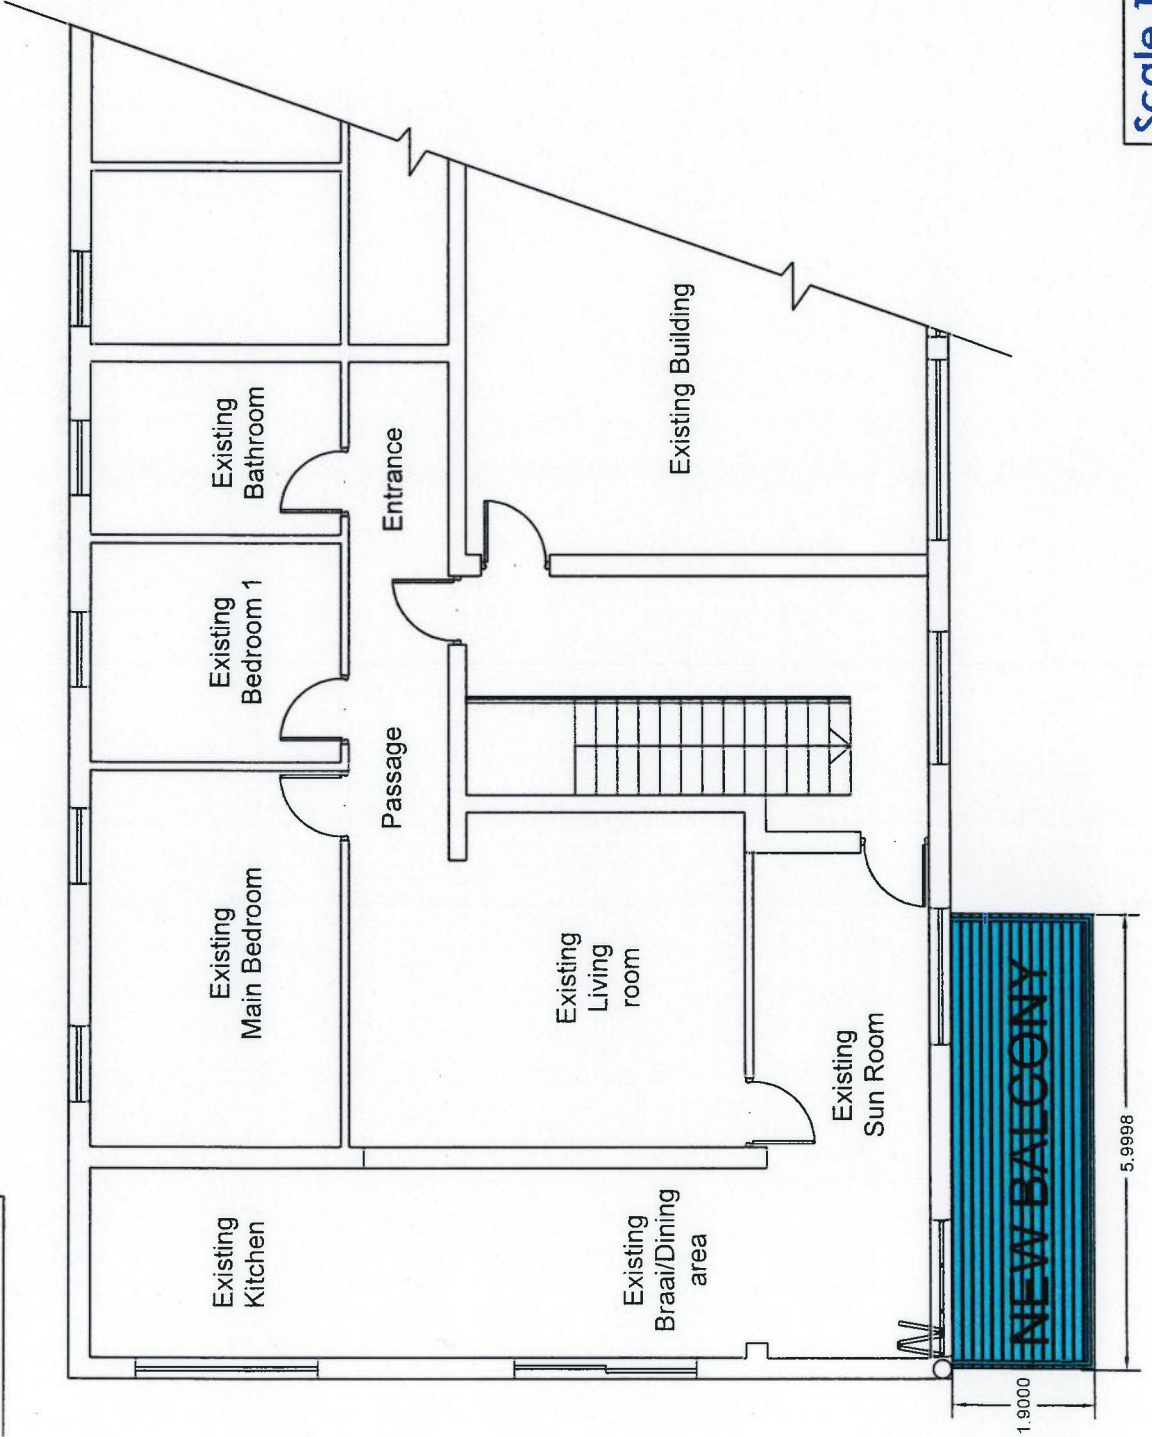 Existing
Kitchen
Existing
Main Bedroom
Existing
Bedroom 1
Existing
Bathroom
Passage
Entrance
Existing
Braai/Dining
area
Existing
Living
room
Existing Building
Existing
Sun Room
NEW BALCONY
1.9000
5.9998
Scale